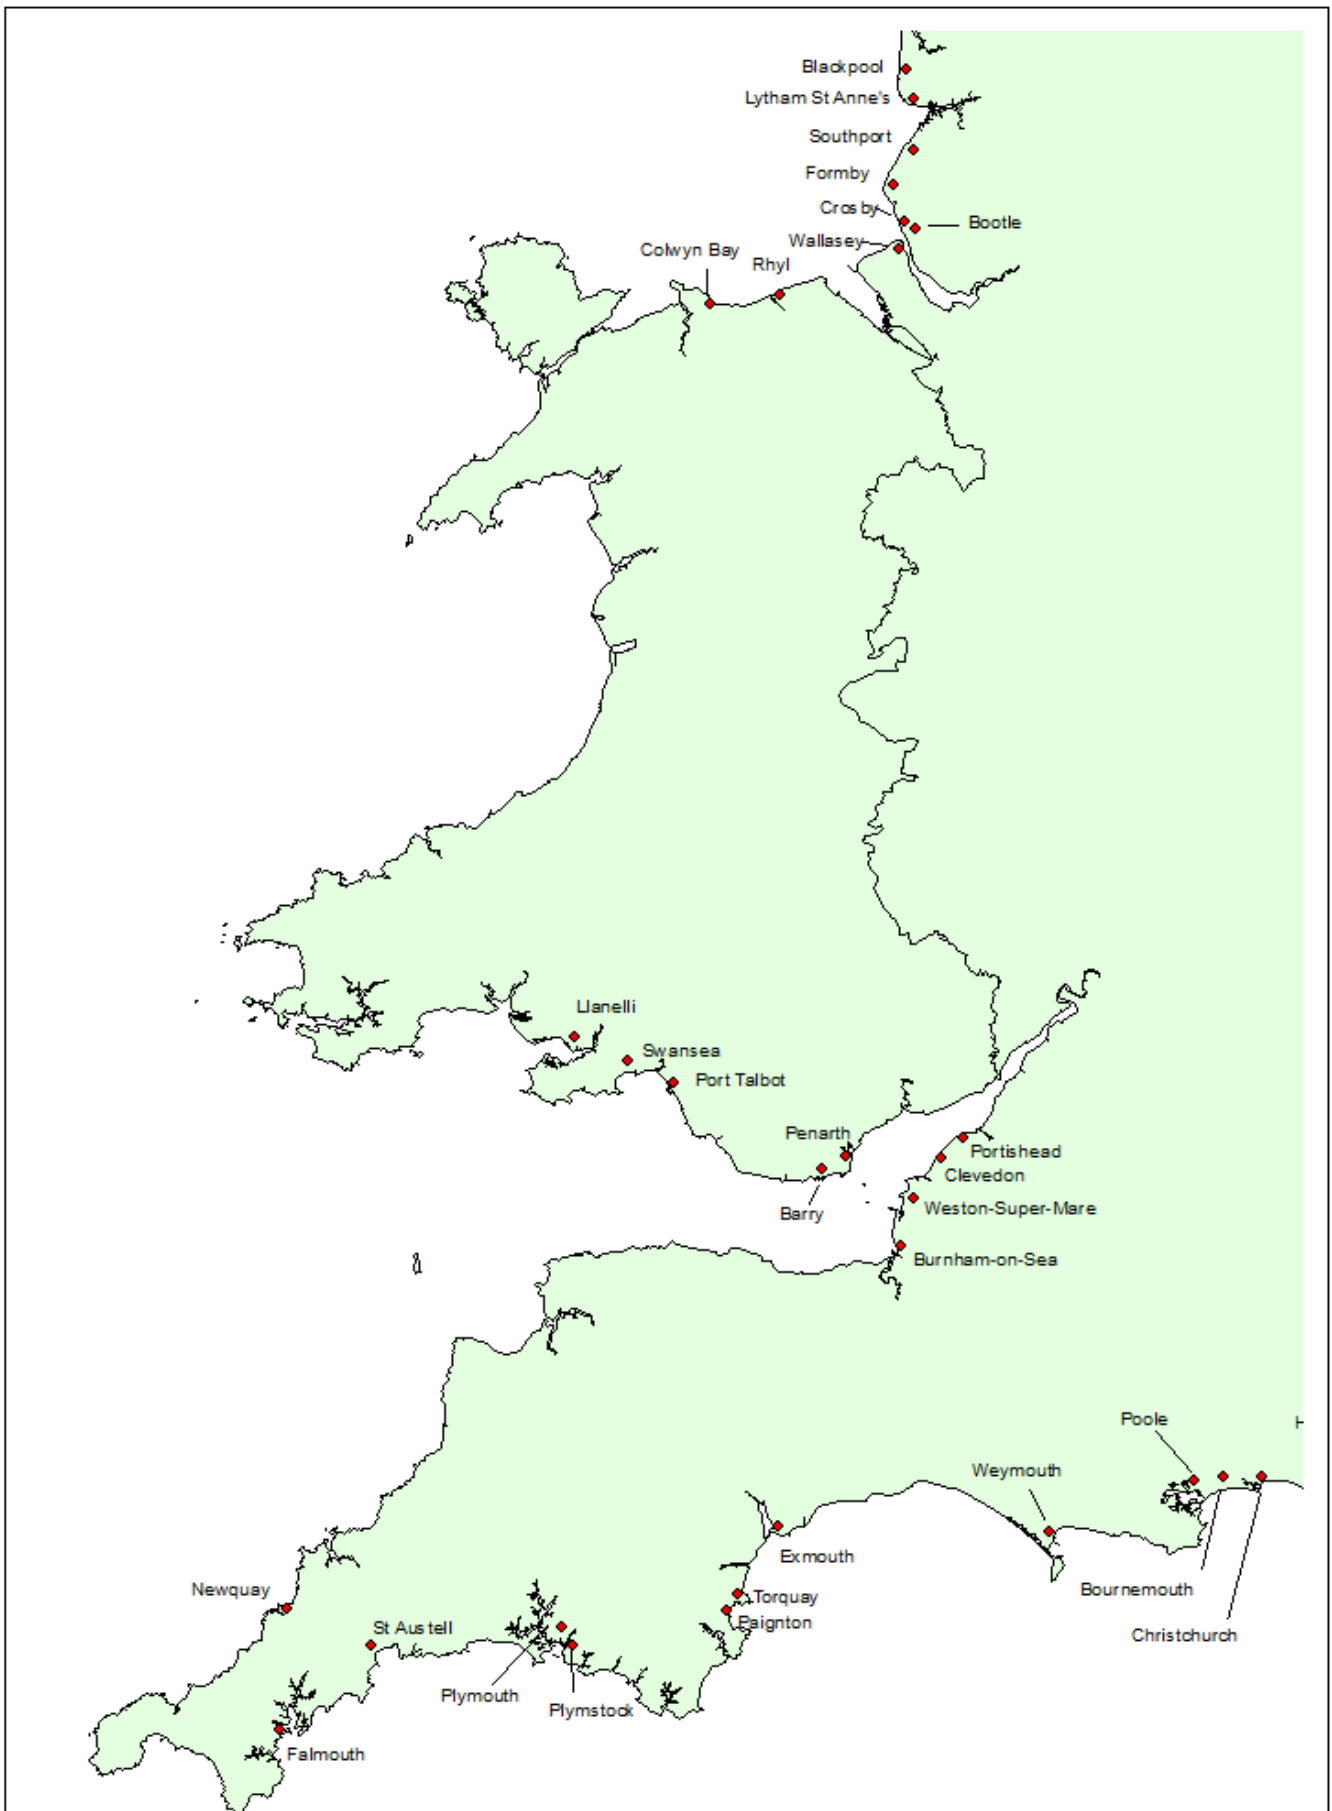 Blackpool
Lytham St Anne's
Southport
Formby
Crosby
Bootle
Wallasey
Colwyn Bay
Rhyl
Llanelli
Swansea
Port Talbot
Penarth
Portishead
Clevedon
Barry
Weston-Super-Mare
Burnham-on-Sea
Poole
H
Weymouth
Exmouth
Newquay
Torquay
Bournemouth
Paignton
St Austell
Christchurch
Plymouth
Plymstock
Falmouth